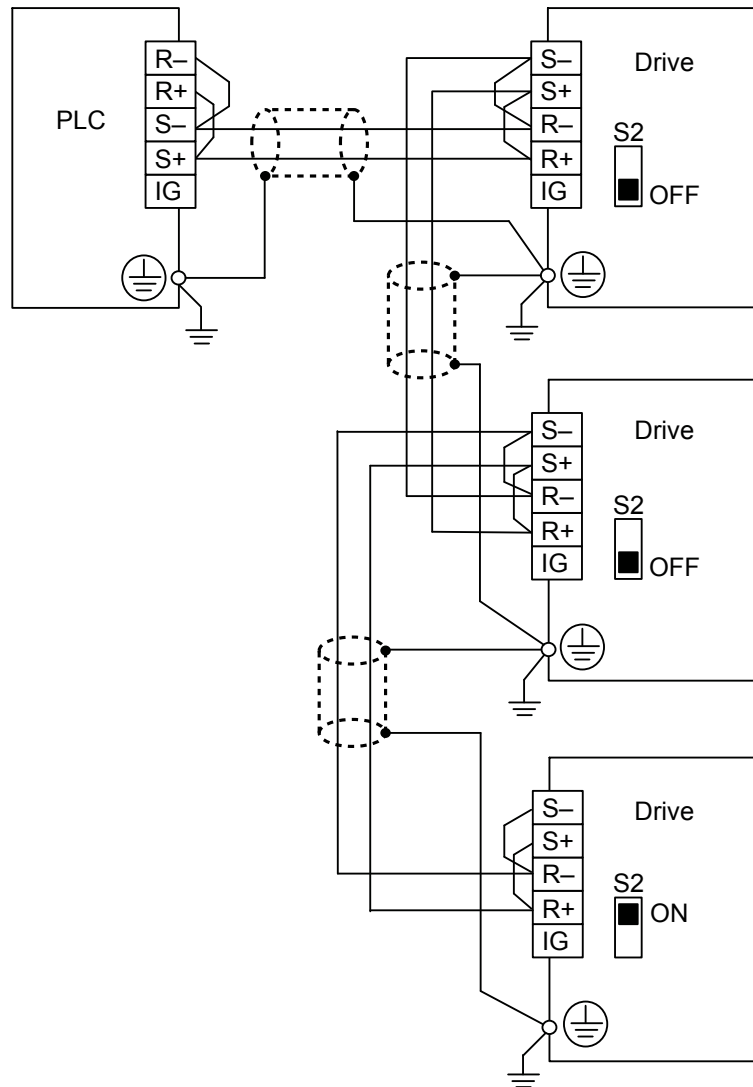 PLC
R–
R+
S–
S+
IG
S–
S+
R–
R+
IG
Drive
S2
OFF
S–
S+
R–
R+
IG
Drive
S2
OFF
S–
S+
R–
R+
IG
Drive
S2
ON